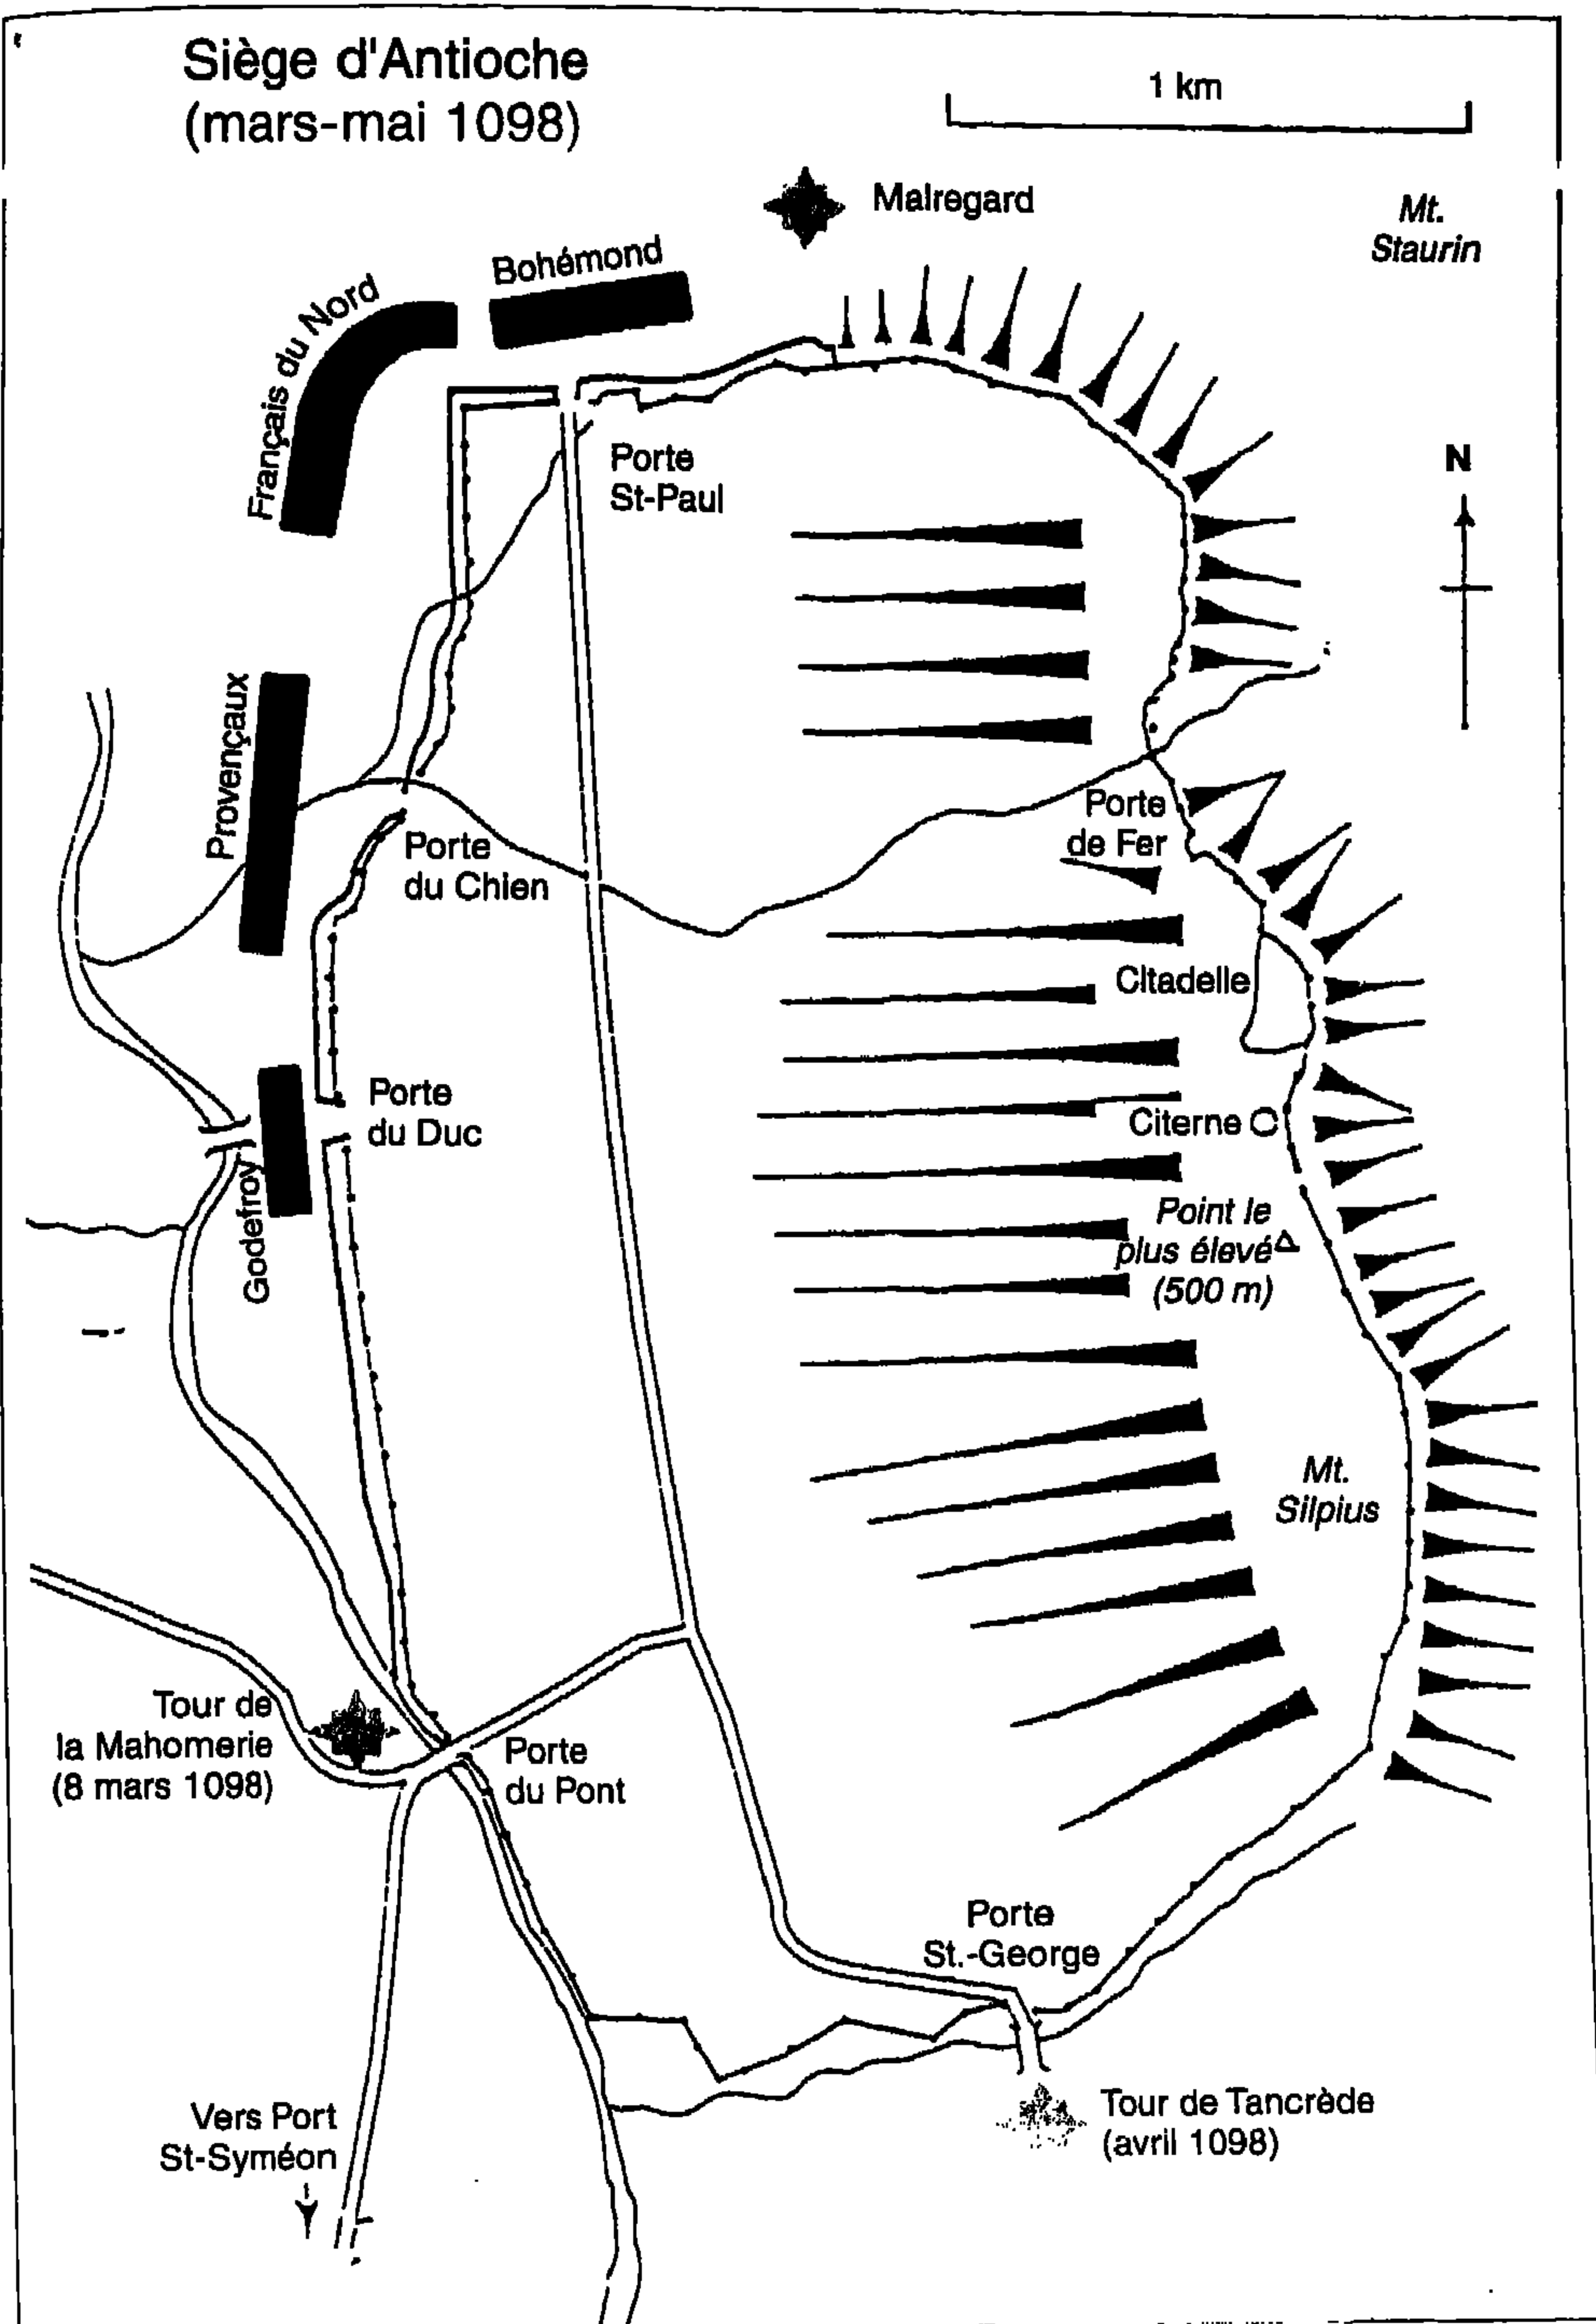 Siège d'Antioche
(mars-mai 1098)
1 km
Malregard
Mt.
Staurin
Bohémond
Français du Nord
Porte
St-Paul
N
Provençaux
Porte
de Fer
Porte
du Chien
Citadelle
Porte
du Duc
Citerne
Godefroy
Point le
plus élevé
(500 m)
Mt.
Silpius
Tour de
la Mahomerie
(8 mars 1098)
Porte
du Pont
Porte
St.-George
Tour de Tancrède
(avril 1098)
Vers Port
St-Syméon